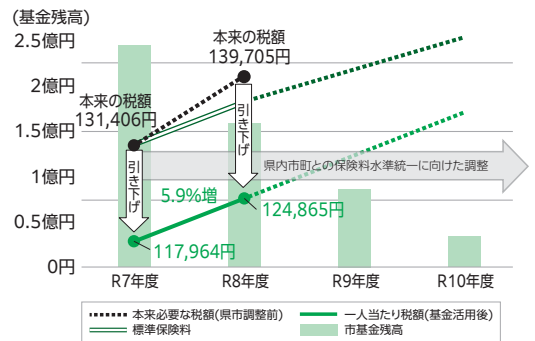 (基金残高)
2.5億円
2億円
1.5億円
1億円
0.5億円
0円
本来の税額
131,406円
本来の税額
139,705円
引き下げ
引き下げ
県内市町との保険料水準統一に向けた調整
5.9%増
117,964円
124,865円
R7年度
R8年度
R9年度
R10年度
本来必要な税額(県市調整前)
一人当たり税額(基金活用後)
標準保険料
市基金残高